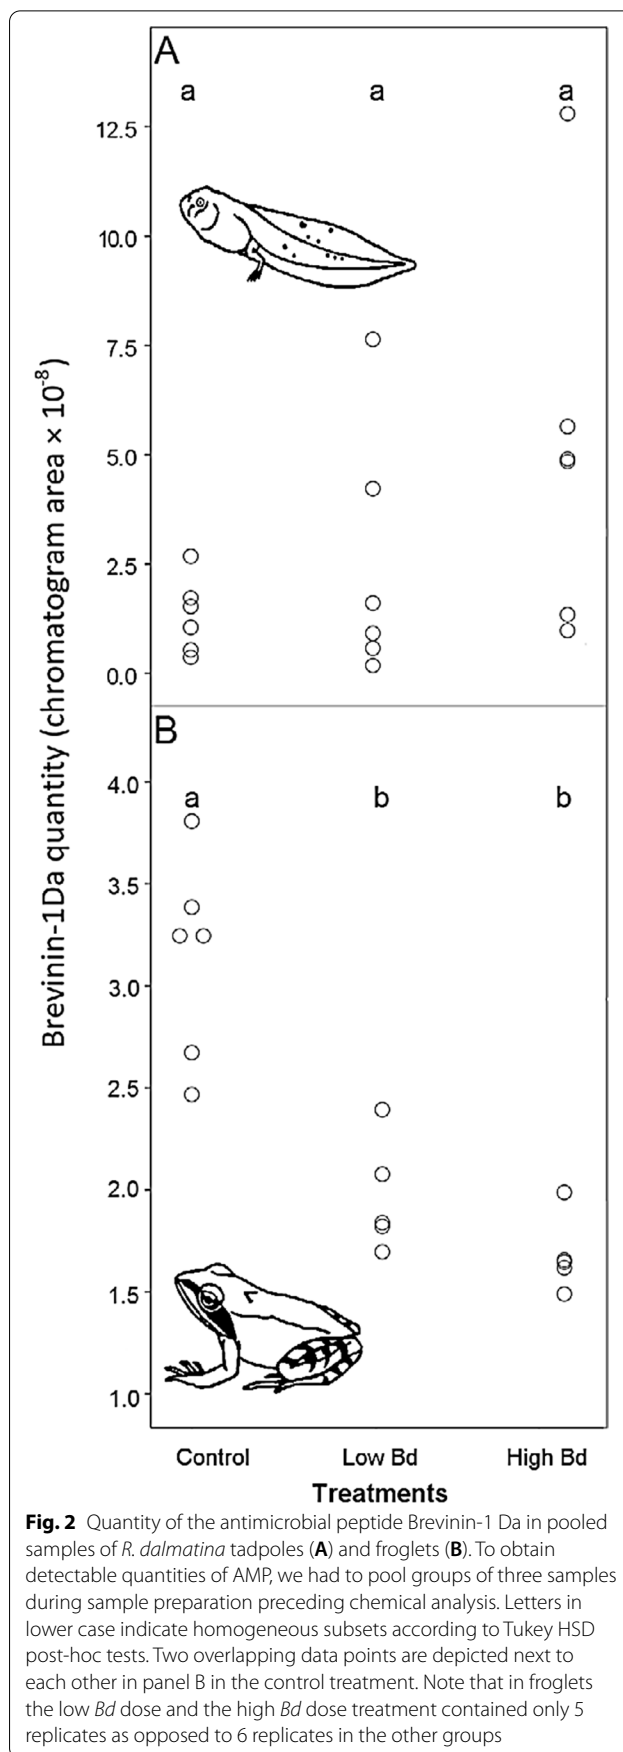 A
a a a
12.5
10.0
7.5
5.0
2.5
0.0
Brevinin-1Da quantity (chromatogram area × 10-8)
B
a b b
4.0
3.5
3.0
2.5
2.0
1.5
1.0
Control Low Bd High Bd
Treatments
Fig. 2 Quantity of the antimicrobial peptide Brevinin-1 Da in pooled
samples of R. dalmatina tadpoles (A) and froglets (B). To obtain
detectable quantities of AMP, we had to pool groups of three samples
during sample preparation preceding chemical analysis. Letters in
lower case indicate homogeneous subsets according to Tukey HSD
post-hoc tests. Two overlapping data points are depicted next to
each other in panel B in the control treatment. Note that in froglets
the low Bd dose and the high Bd dose treatment contained only 5
replicates as opposed to 6 replicates in the other groups